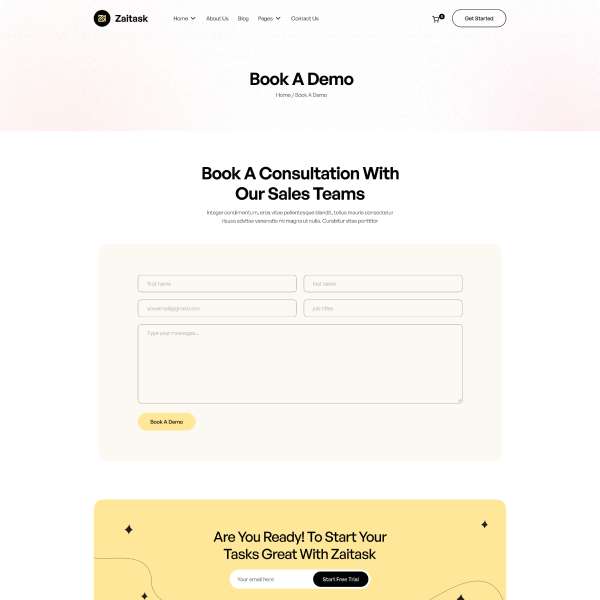 Zaitask
Home
About Us
Blog
Pages
Contact Us
0
Get Started
Book A Demo
Home / Book A Demo
Book A Consultation With
Our Sales Teams
Integer condimentum, eros vitae pellentesque blandit, tellus mauris consectetur
risus sdvittas venenatis mi magna ut nulla. Curabitur vitae porttitor
first name
last name
youremail@gmail.com
job titles
Type your messages...
Book A Demo
Are You Ready! To Start Your
Tasks Great With Zaitask
Your email here
Start Free Trial